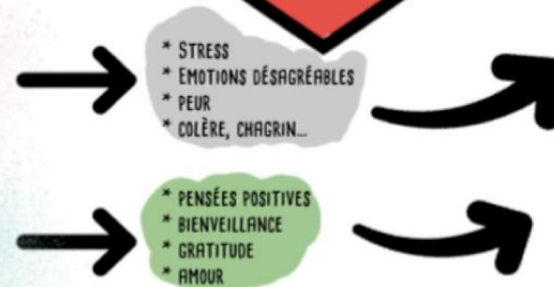 * STRESS
* EMOTIONS DÉSAGRÉABLES
* PEUR
* COLÈRE, CHAGRIN...
* PENSÉES POSITIVES
* BIENVEILLANCE
* GRATITUDE
* AMOUR